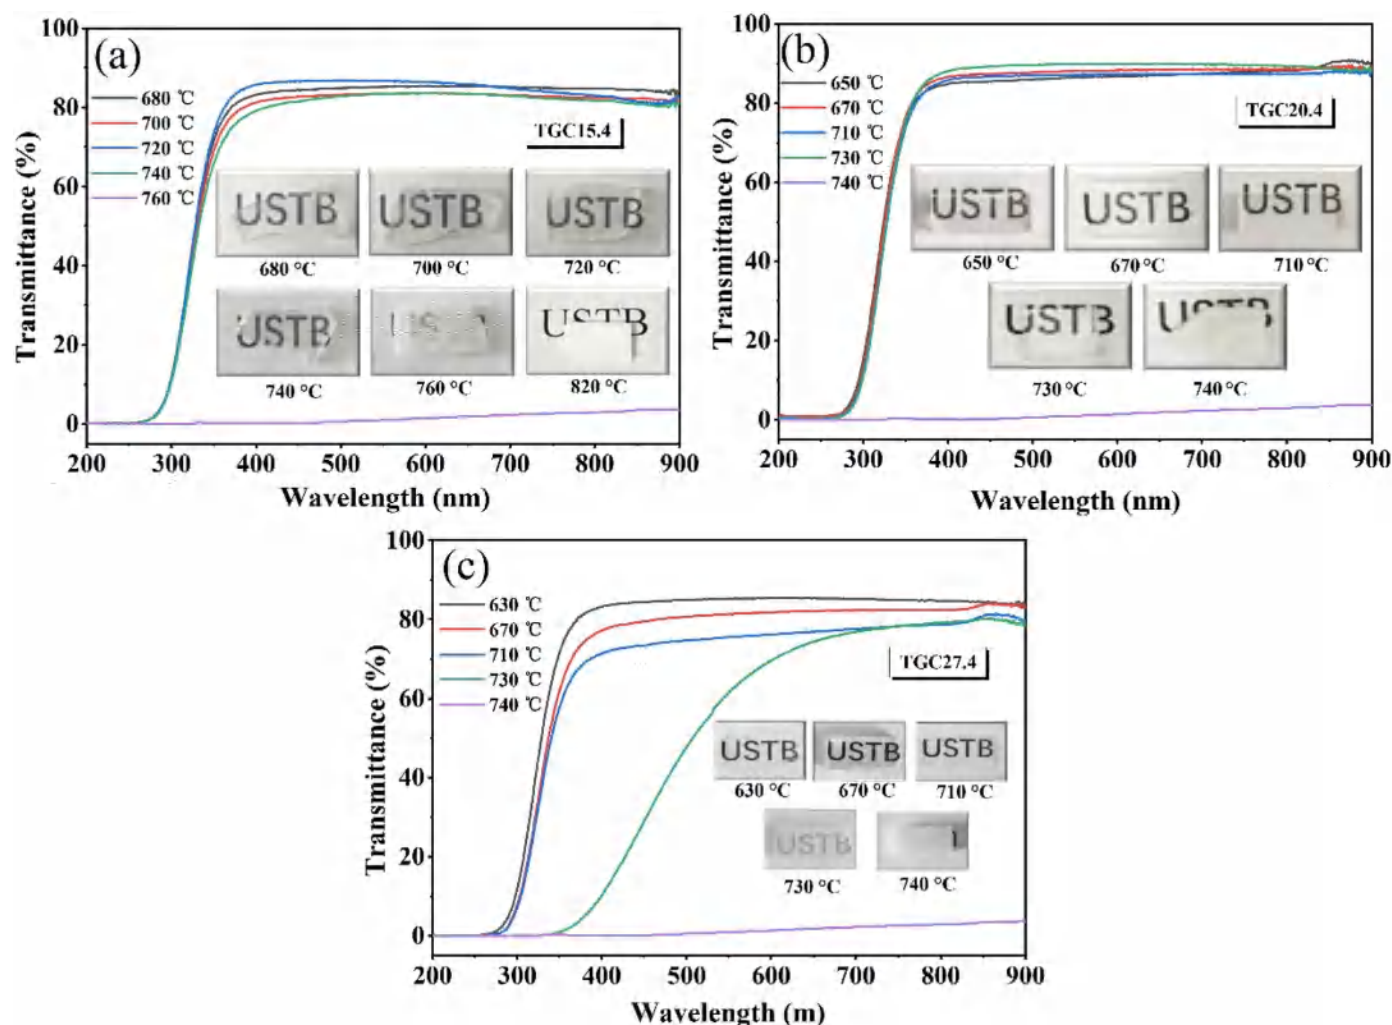 (a)
100
80
60
40
20
0
Transmittance (%)
680 ℃
700 ℃
720 ℃
740 ℃
760 ℃
TGC15.4
USTB
USTB
USTB
680 °C
700 °C
720 °C
USTB
US
USTB
740 °C
760 °C
820 °C
200 300 400 500 600 700 800 900
Wavelength (nm)
(b)
100
80
60
40
20
0
Transmittance (%)
650 ℃
670 ℃
710 ℃
730 ℃
740 ℃
TGC20.4
USTB
USTB
USTB
650 °C
670 °C
710 °C
USTB
USTB
730 °C
740 °C
200 300 400 500 600 700 800 900
Wavelength (nm)
(c)
100
80
60
40
20
0
Transmittance (%)
630 ℃
670 ℃
710 ℃
730 ℃
740 ℃
TGC27.4
USTB
USTB
USTB
630 °C
670 °C
710 °C
USTB
730 °C
740 °C
200 300 400 500 600 700 800 900
Wavelength (m)